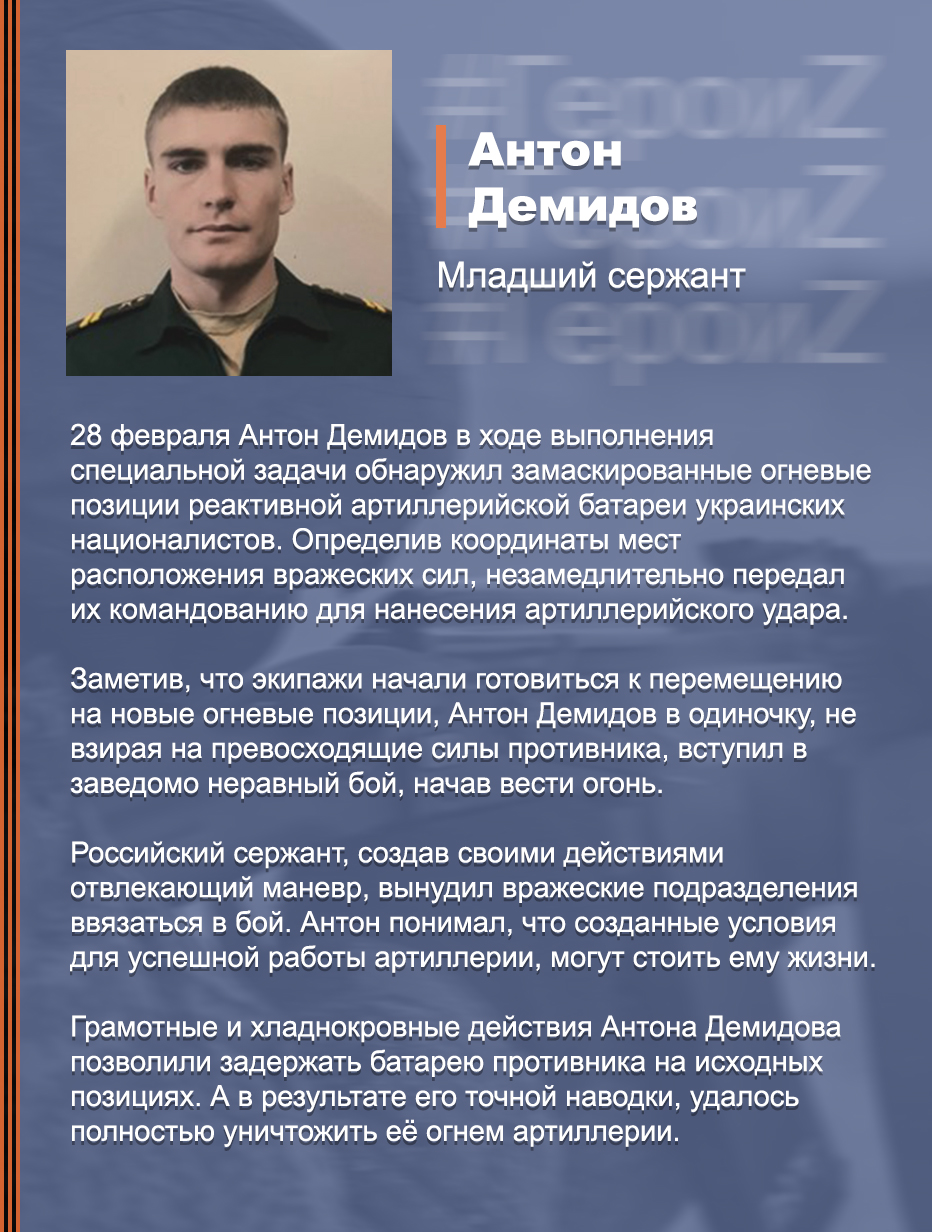 #ГероиZ
Антон
Демидов
#ГероиZ
Младший сержант
#ГероиZ
28 февраля Антон Демидов в ходе выполнения
специальной задачи обнаружил замаскированные огневые
позиции реактивной артиллерийской батареи украинских
националистов. Определив координаты мест
расположения вражеских сил, незамедлительно передал
их командованию для нанесения артиллерийского удара.
Заметив, что экипажи начали готовиться к перемещению
на новые огневые позиции, Антон Демидов в одиночку, не
взирая на превосходящие силы противника, вступил в
заведомо неравный бой, начав вести огонь.
Российский сержант, создав своими действиями
отвлекающий маневр, вынудил вражеские подразделения
ввязаться в бой. Антон понимал, что созданные условия
для успешной работы артиллерии, могут стоить ему жизни.
Грамотные и хладнокровные действия Антона Демидова
позволили задержать батарею противника на исходных
позициях. А в результате его точной наводки, удалось
полностью уничтожить её огнем артиллерии.